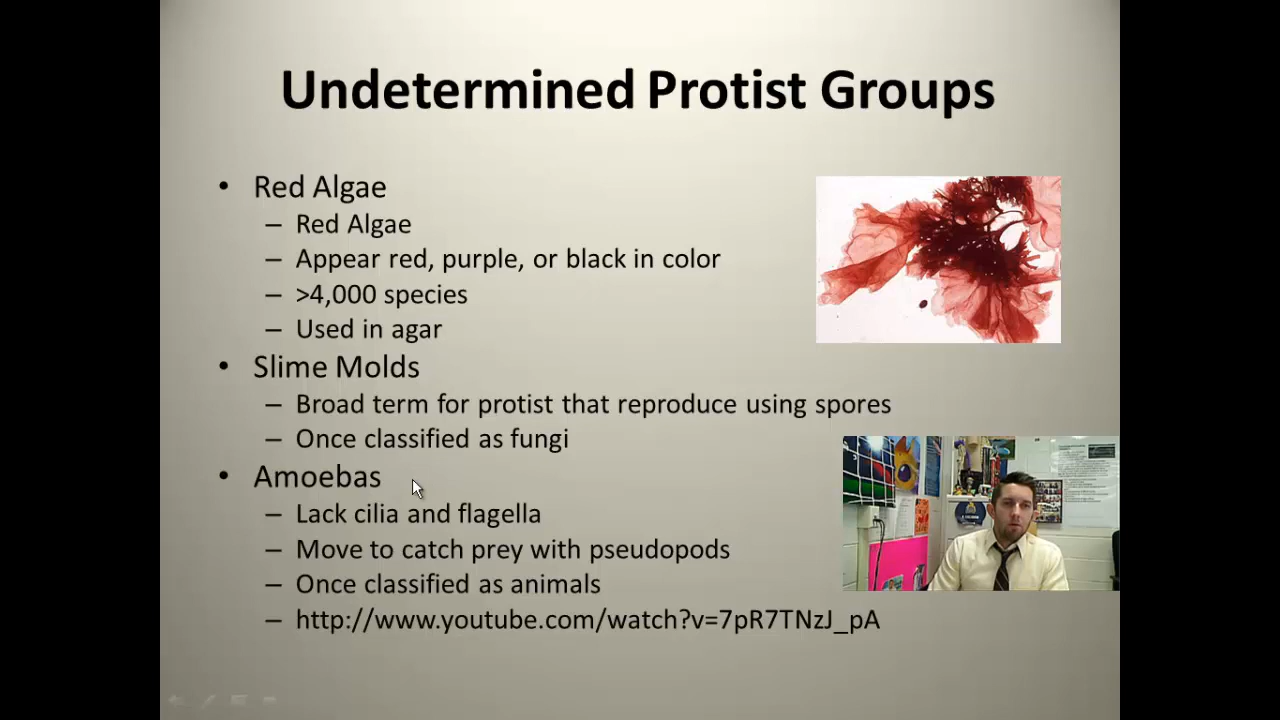 Undetermined Protist Groups
• Red Algae
– Red Algae
– Appear red, purple, or black in color
– >4,000 species
– Used in agar
• Slime Molds
– Broad term for protist that reproduce using spores
– Once classified as fungi
• Amoebas
– Lack cilia and flagella
– Move to catch prey with pseudopods
– Once classified as animals
– http://www.youtube.com/watch?v=7pR7TNzJ_pA